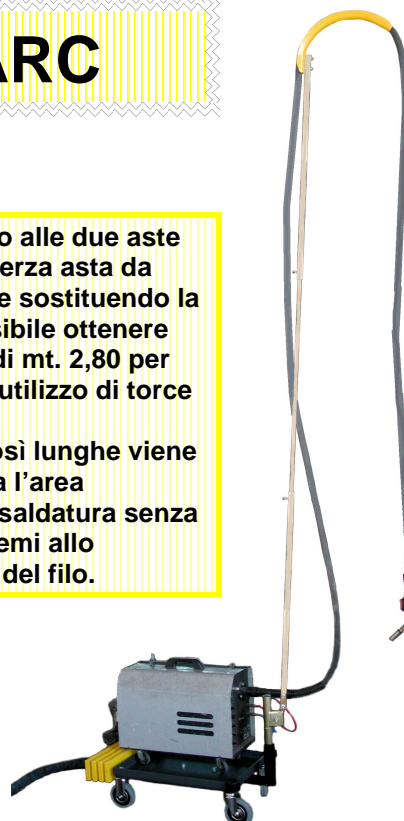 ARC
o alle due aste
erza asta da
e sostituendo la
sibile ottenere
di mt. 2,80 per
utilizzo di torce
osì lunghe viene
a l’area
saldatura senza
emi allo
del filo.